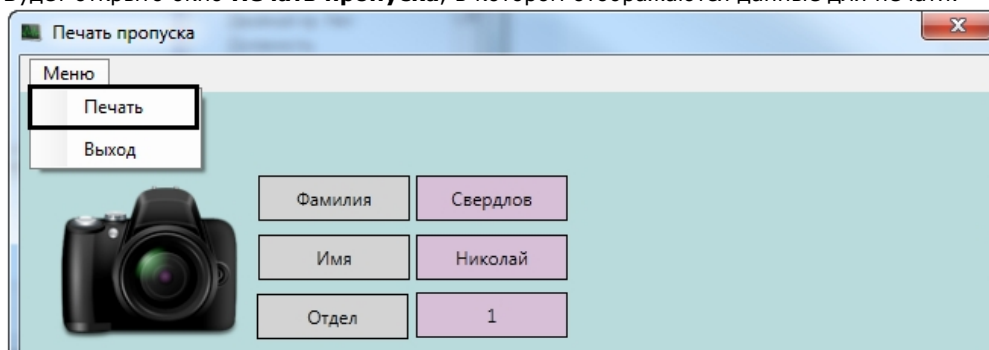 будет открыто окно Печать пропуска, в котором отображаются данные для печати.
Печать пропуска
Меню
Печать
Выход
Фамилия Свердлов
Имя Николай
Отдел 1